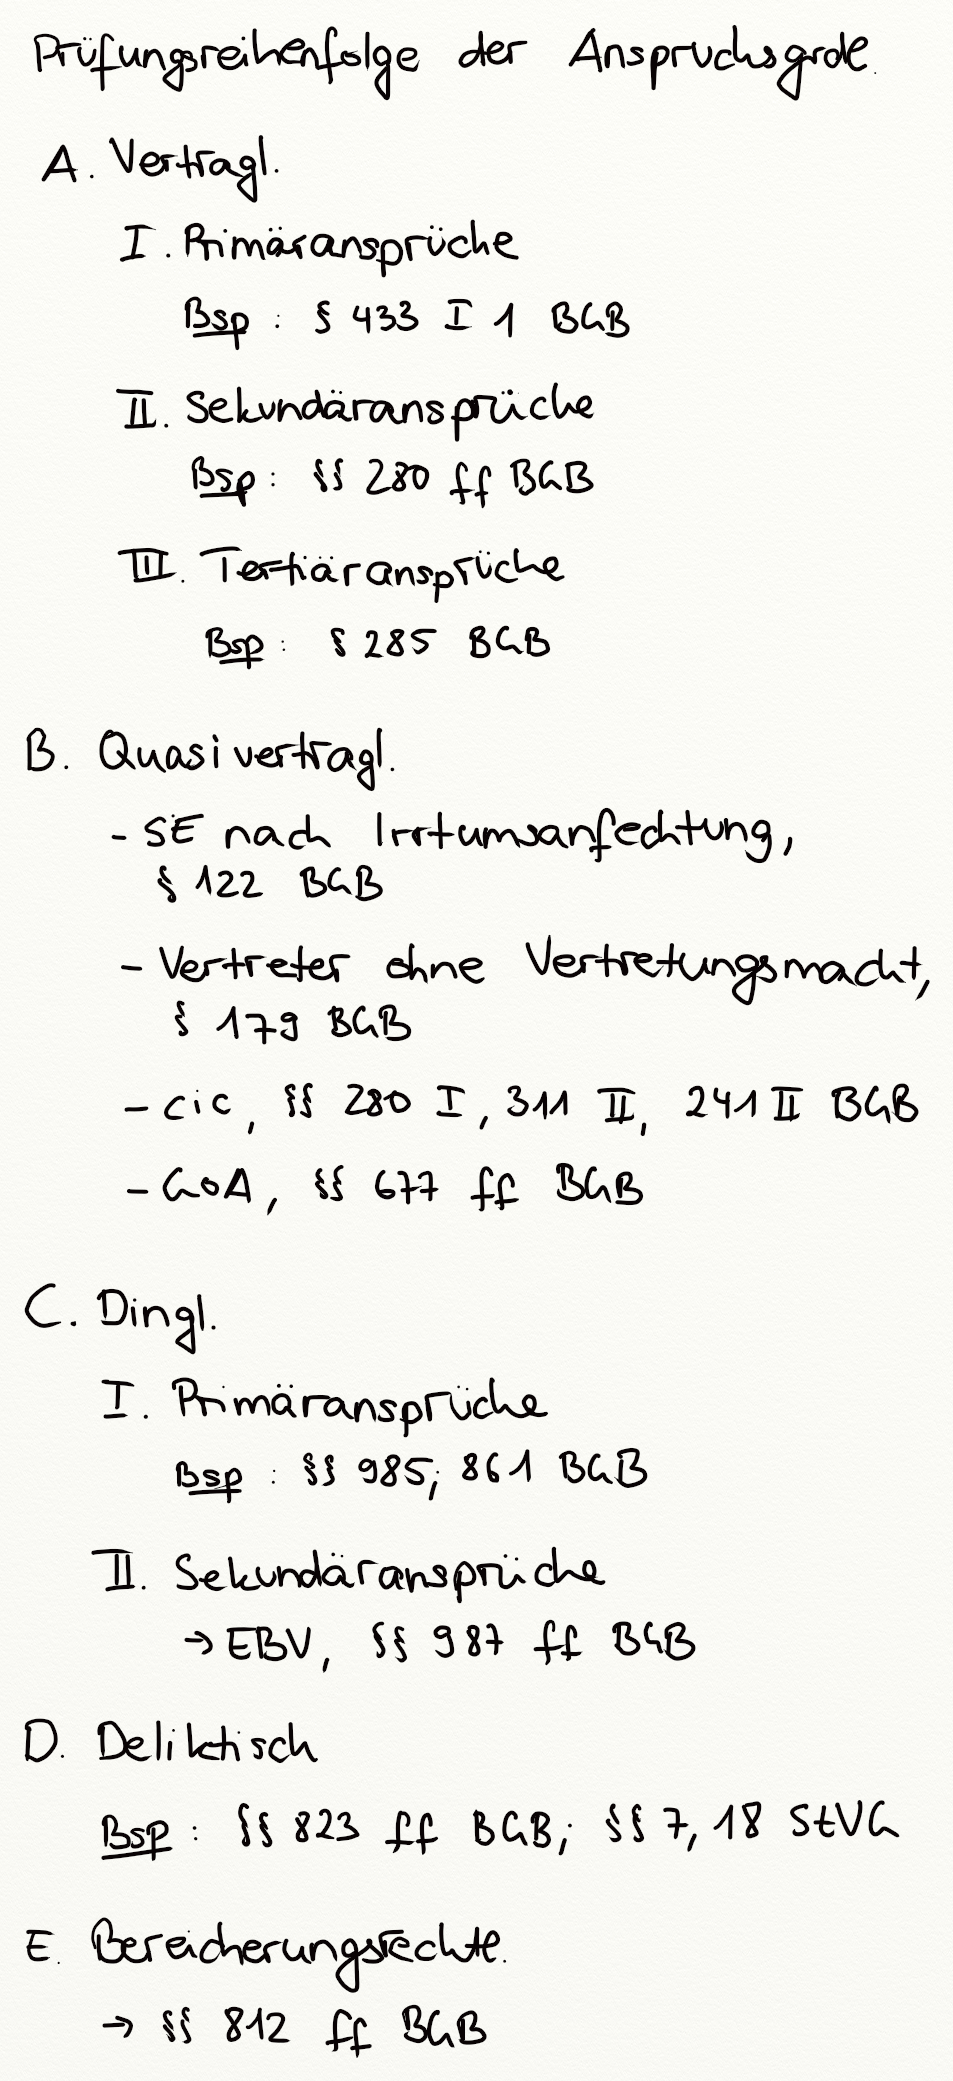 Prüfungsreihenfolge der Anspruchsgrdl.
A. Vertragl.
I. Primäransprüche
Bsp: § 433 I 1 BGB
II. Sekundäransprüche
Bsp: §§ 280 ff BGB
III. Tertiäransprüche
Bsp: § 285 BGB
B. Quasivertragl.
- SE nach Irrtumsanfechtung,
§ 122 BGB
- Vertreter ohne Vertretungsmacht,
§ 179 BGB
- cic, §§ 280 I, 311 II, 241 II BGB
- GoA, §§ 677 ff BGB
C. Dingl.
I. Primäransprüche
Bsp: §§ 985; 861 BGB
II. Sekundäransprüche
→ EBV, §§ 987 ff BGB
D. Deliktisch
Bsp: §§ 823 ff BGB; §§ 7, 18 StVG
E. Bereicherungsrechtl.
→ §§ 812 ff BGB